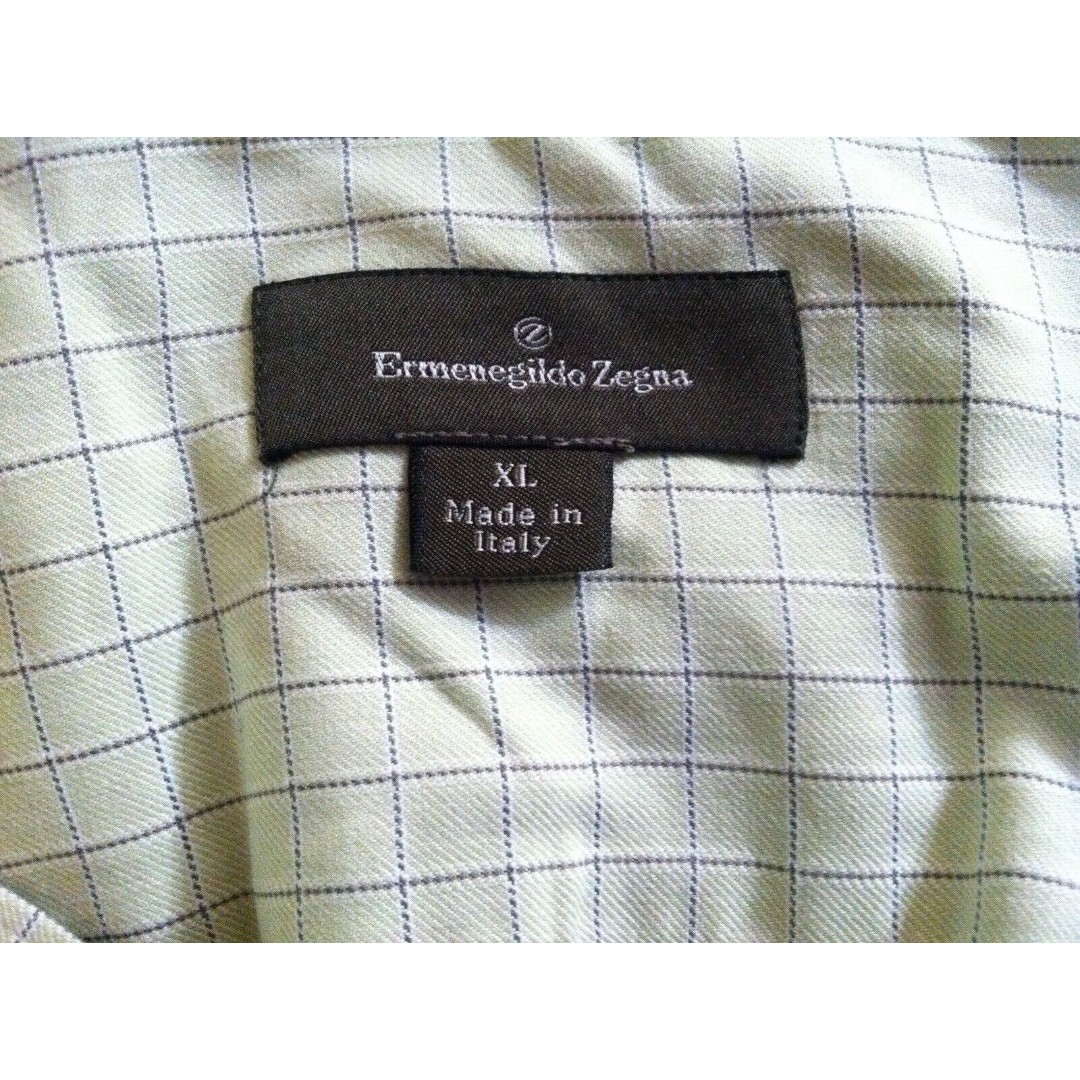 Z
Ermenegildo Zegna
XL
Made in
Italy